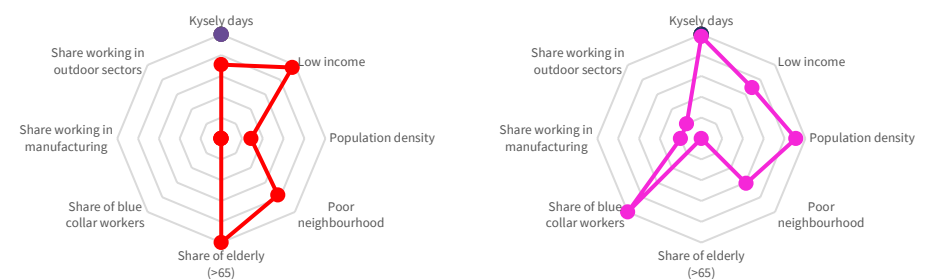 Kysely days
Share working in
outdoor sectors
Low income
Share working in
manufacturing
Population density
Share of blue
collar workers
Poor
neighbourhood
Share of elderly
(>65)
Kysely days
Share working in
outdoor sectors
Low income
Share working in
manufacturing
Population density
Share of blue
collar workers
Poor
neighbourhood
Share of elderly
(>65)